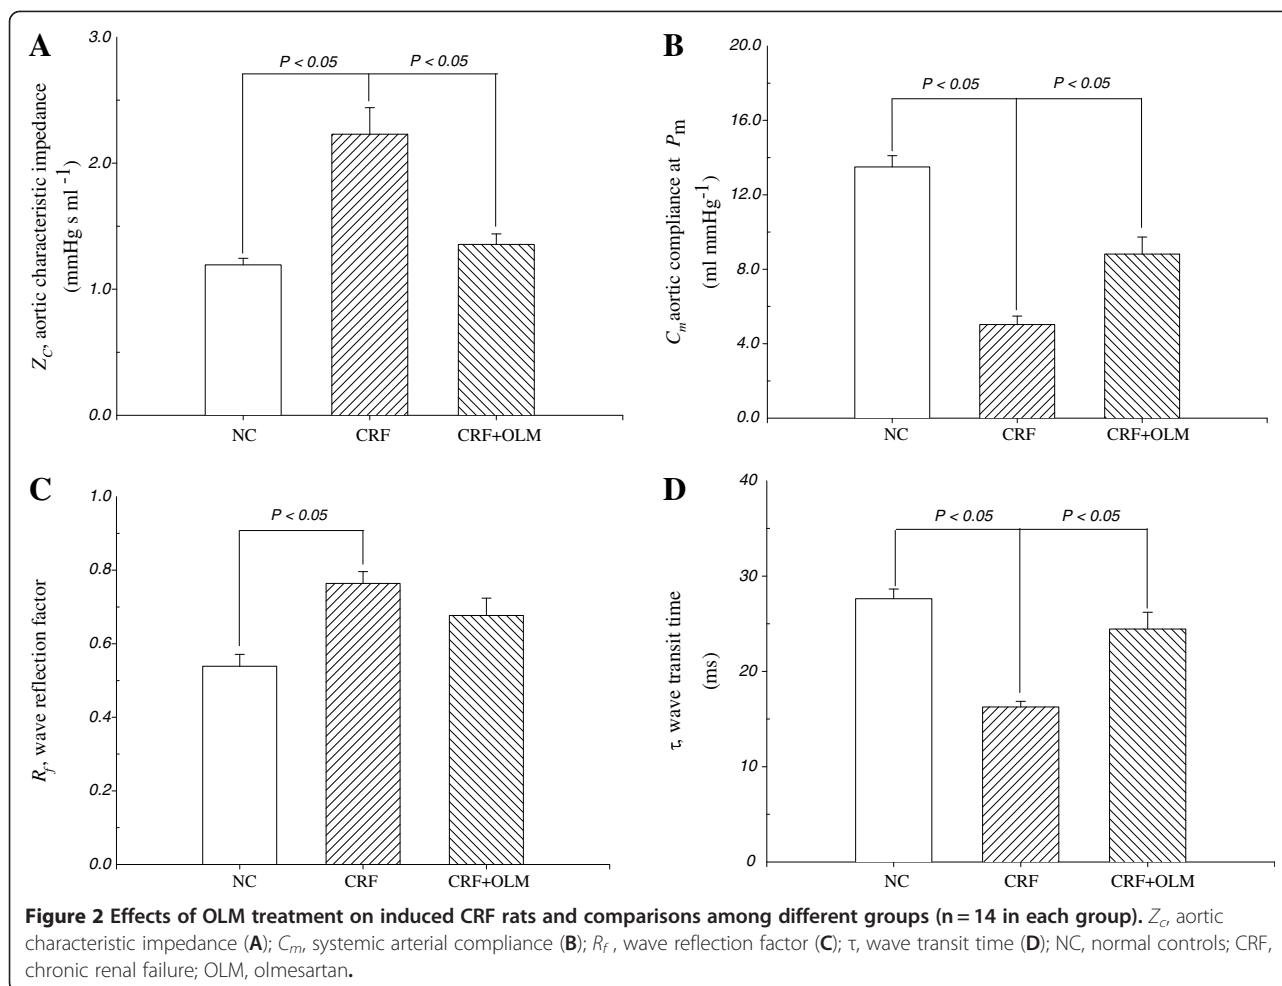 A
Z_C, aortic characteristic impedance
(mmHg s ml⁻¹)
3.0
2.0
1.0
0.0
P < 0.05
P < 0.05
NC
CRF
CRF+OLM
B
C_m aortic compliance at P_m
(ml mmHg⁻¹)
20.0
16.0
12.0
8.0
4.0
0.0
P < 0.05
P < 0.05
NC
CRF
CRF+OLM
C
R_f, wave reflection factor
1.0
0.8
0.6
0.4
0.2
0.0
P < 0.05
NC
CRF
CRF+OLM
D
τ, wave transit time
(ms)
40
30
20
10
0
P < 0.05
P < 0.05
NC
CRF
CRF+OLM
Figure 2 Effects of OLM treatment on induced CRF rats and comparisons among different groups (n = 14 in each group). Z_c, aortic
characteristic impedance (A); C_m, systemic arterial compliance (B); R_f , wave reflection factor (C); τ, wave transit time (D); NC, normal controls; CRF,
chronic renal failure; OLM, olmesartan.